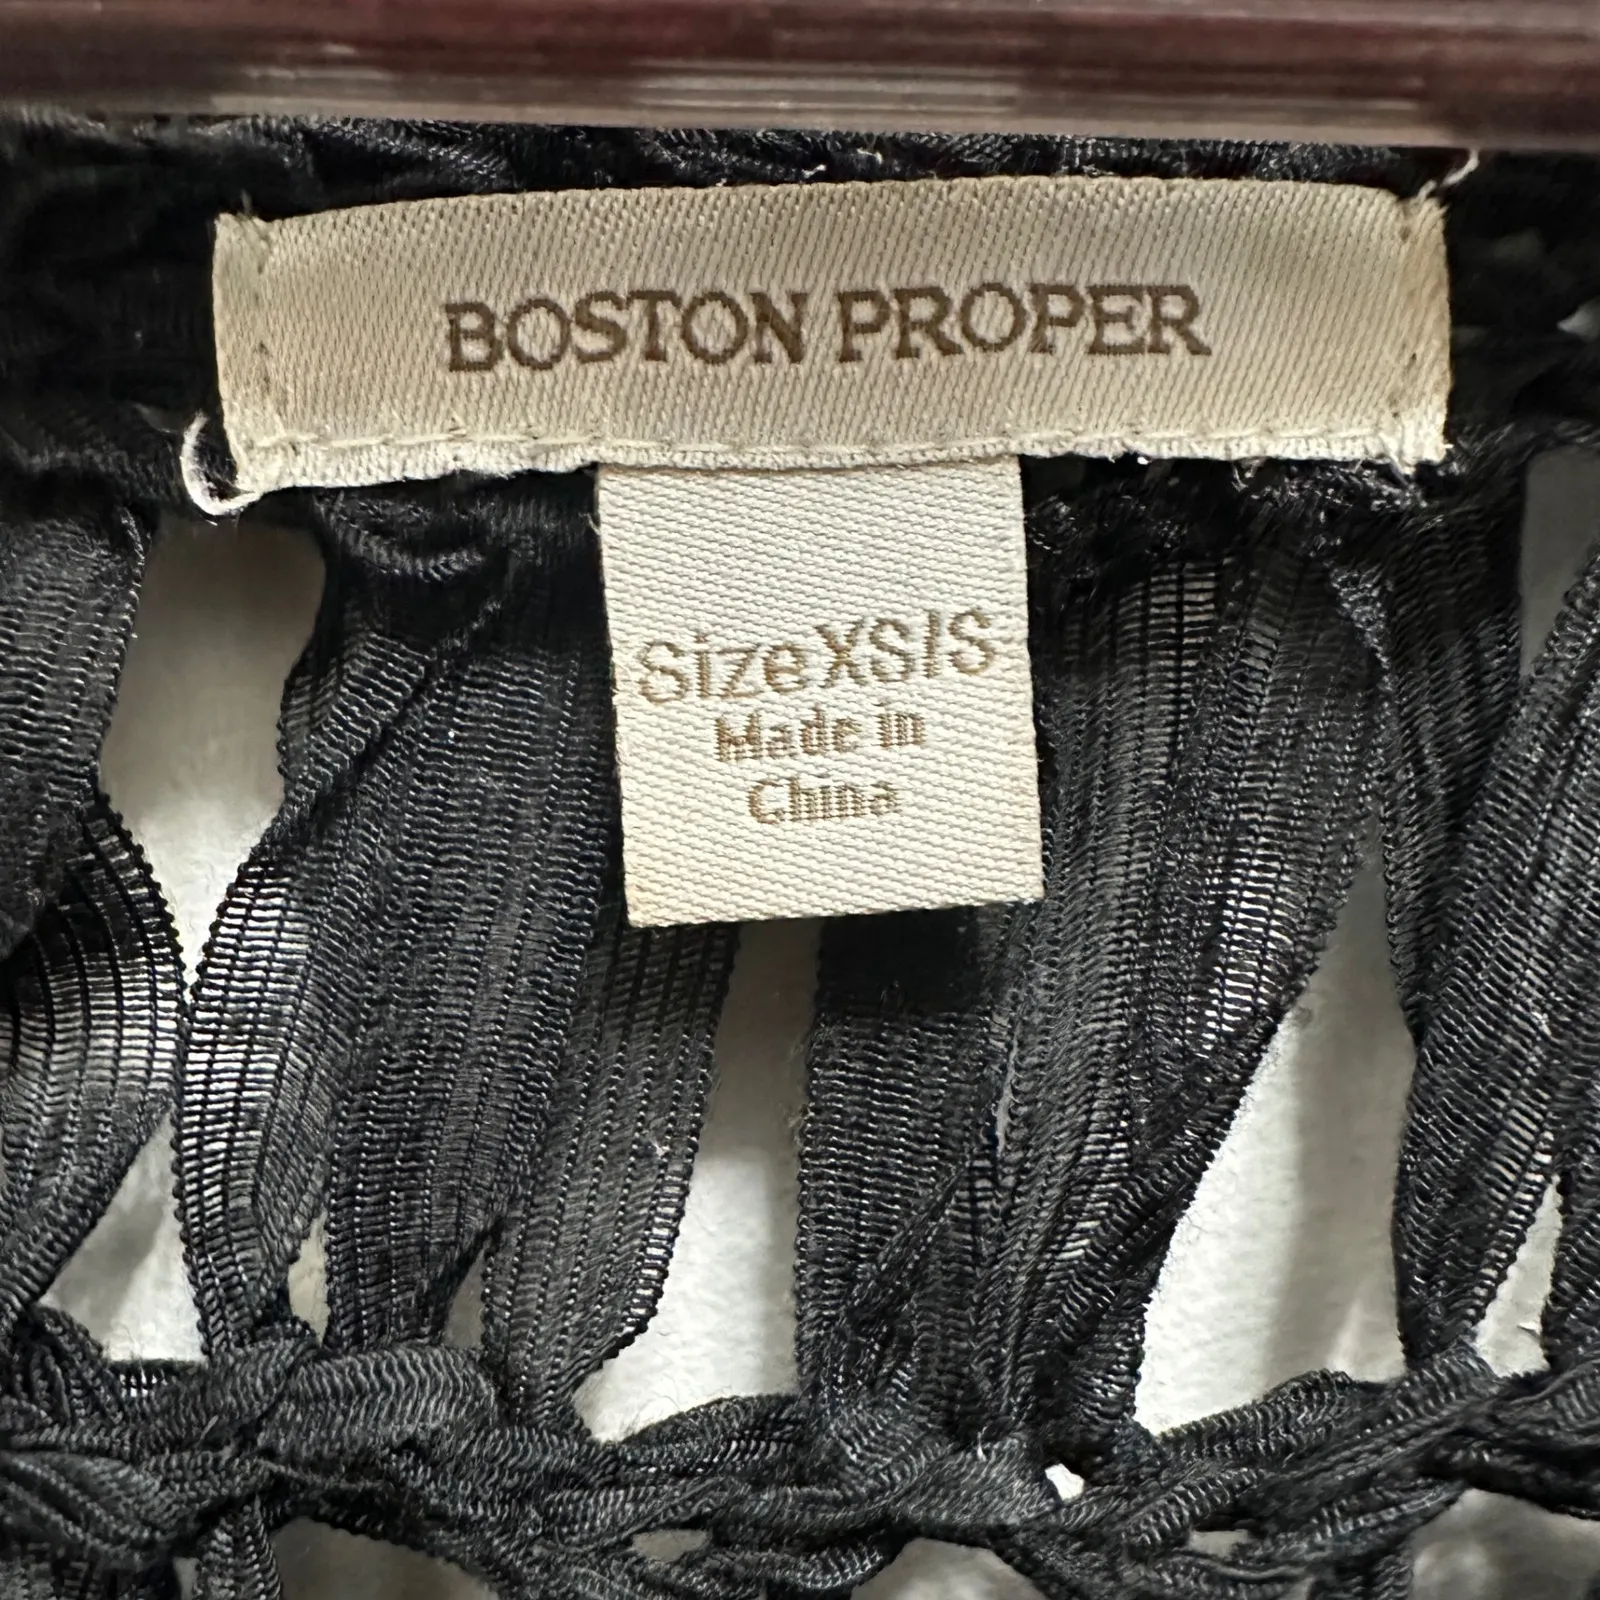 BOSTON PROPER
Size XS/S
Made in
China